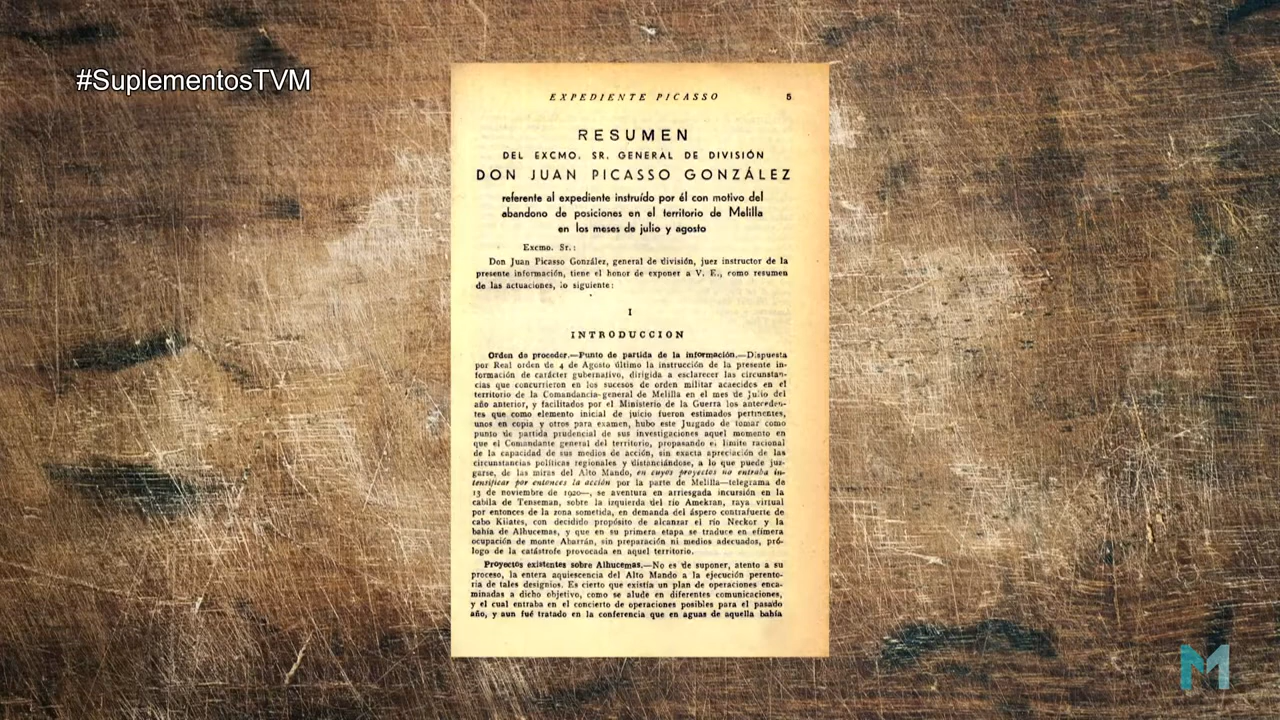 #SuplementosTVM
EXPEDIENTE PICASSO 5
RESUMEN
DEL EXCMO. SR. GENERAL DE DIVISIÓN
DON JUAN PICASSO GONZÁLEZ
referente al expediente instruído por él con motivo del
abandono de posiciones en el territorio de Melilla
en los meses de julio y agosto
Excmo. Sr.:
Don Juan Picasso González, general de división, juez instructor de la
presente información, tiene el honor de exponer a V. E., como resumen
de las actuaciones, lo siguiente:
I
INTRODUCCION
Orden de proceder.—Punto de partida de la información.—Dispuesta
por Real orden de 4 de Agosto último la instrucción de la presente in-
formación de carácter gubernativo, dirigida a esclarecer las circunstan-
cias que concurrieron en los sucesos de orden militar acaecidos en el
territorio de la Comandancia general de Melilla en el mes de Julio del
año anterior, y facilitados por el Ministerio de la Guerra los anteceden-
tes que como elemento inicial de juicio fueron estimados pertinentes,
unos en copia y otros para examen, hubo este Juzgado de tomar como
punto de partida prudencial de sus investigaciones aquel momento en
que el Comandante general del territorio, propasando el límite racional
de la capacidad de sus medios de acción, sin exacta apreciación de las
circunstancias políticas regionales y distanciándose, a lo que puede juz-
garse, de las miras del Alto Mando, en cuyos proyectos no entraba in-
tensificar por entonces la acción por la parte de Melilla—telegrama de
13 de noviembre de 1920—, se aventura en arriesgada incursión en la
cabila de Tenseman, sobre la izquierda del río Amekran, raya virtual
por entonces de la zona sometida, en demanda del áspero contrafuerte de
cabo Kiiates, con decidido propósito de alcanzar el río Neckor y la
bahía de Alhucemas, y que en su primera etapa se traduce en efímera
ocupación de monte Abarrán, sin preparación ni medios adecuados, pró-
logo de la catástrofe provocada en aquel territorio.
Proyectos existentes sobre Alhucemas.—No es de suponer, atento a su
proceso, la entera aquiescencia del Alto Mando a la ejecución perento-
ria de tales designios. Es cierto que existía un plan de operaciones enca-
minadas a dicho objetivo, como se alude en diferentes comunicaciones,
y el cual entraba en el concierto de operaciones posibles para el pasado
año, y aun fué tratado en la conferencia que en aguas de aquella bahía
M